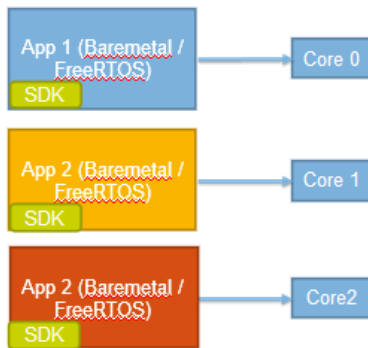 App 1 (Baremetal /
FreeRTOS)
SDK
Core 0
App 2 (Baremetal /
FreeRTOS)
SDK
Core 1
App 2 (Baremetal /
FreeRTOS)
SDK
Core2